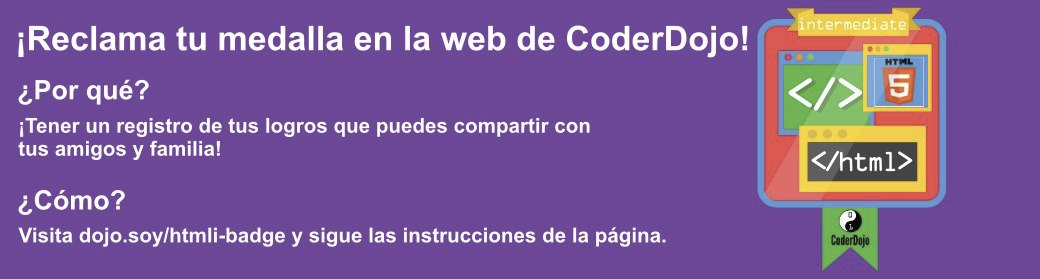 ¡Reclama tu medalla en la web de CoderDojo!
¿Por qué?
¡Tener un registro de tus logros que puedes compartir con
tus amigos y familia!
¿Cómo?
Visita dojo.soy/htmli-badge y sigue las instrucciones de la página.
intermediate
HTML
5
</>
</html>
0
1
CoderDojo